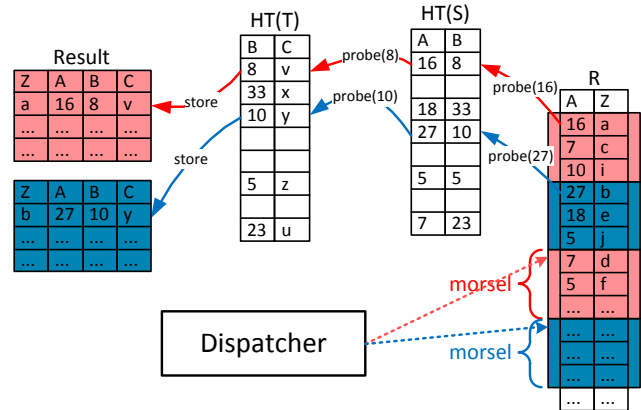 Result
Z A B C
a 16 8 v
... ... ... ...
... ... ... ...
Z A B C
b 27 10 y
... ... ... ...
... ... ... ...
store
store
HT(T)
B C
8 v
33 x
10 y
5 z
23 u
probe(8)
probe(10)
HT(S)
A B
16 8
18 33
27 10
5 5
7 23
probe(16)
probe(27)
R
A Z
16 a
7 c
10 i
27 b
18 e
5 j
7 d
5 f
... ...
... ...
... ...
... ...
... ...
morsel
morsel
Dispatcher